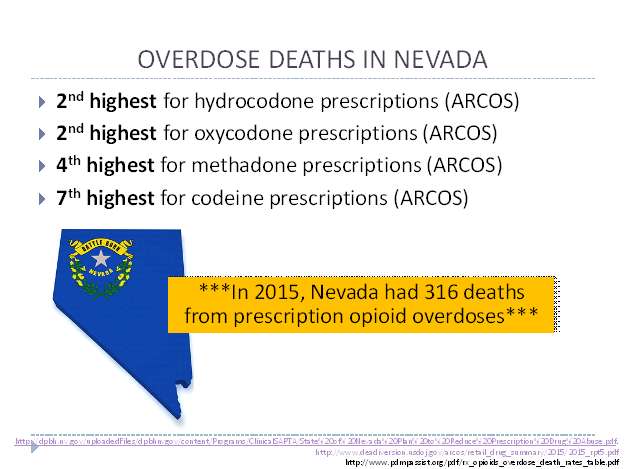 OVERDOSE DEATHS IN NEVADA
2nd highest for hydrocodone prescriptions (ARCOS)
2nd highest for oxycodone prescriptions (ARCOS)
4th highest for methadone prescriptions (ARCOS)
7th highest for codeine prescriptions (ARCOS)
BATTLE BORN
NEVADA
***In 2015, Nevada had 316 deaths
from prescription opioid overdoses***
http://dpbh.nv.gov/uploadedFiles/dpbhnvgov/content/Programs/ClinicalSAPTA/State%20of%20Nevada%20Plan%20to%20Reduce%20Prescription%20Drug%20Abuse.pdf.
http://www.deadiversion.usdoj.gov/arcos/retail_drug_summary/2015/2015_rpt5.pdf
http://www.pdmpassist.org/pdf/rx_opioids_overdose_death_rates_table.pdf